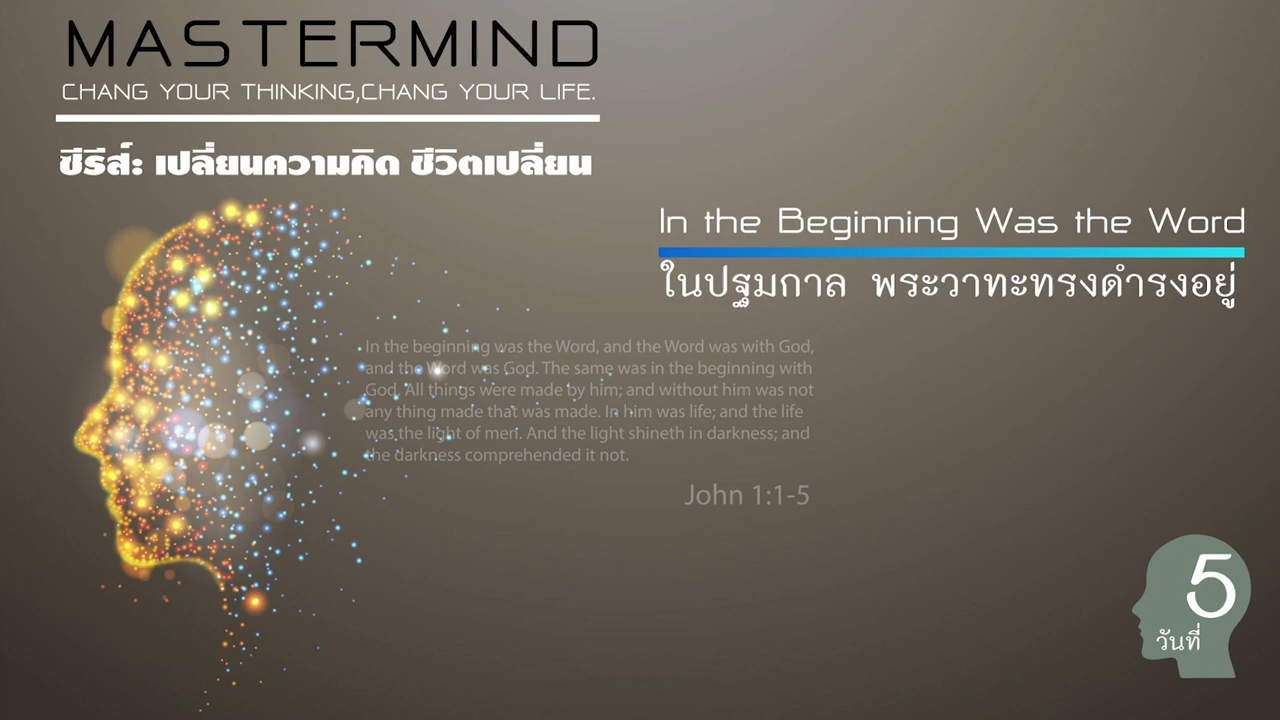 MASTERMIND
CHANG YOUR THINKING,CHANG YOUR LIFE.
ซีรีส์: เปลี่ยนความคิด ชีวิตเปลี่ยน
In the Beginning Was the Word
ในปฐมกาล พระวาทะทรงดำรงอยู่
In the beginning was the Word, and the Word was with God,
and the Word was God. The same was in the beginning with
God. All things were made by him; and without him was not
any thing made that was made. In him was life; and the life
was the light of men. And the light shineth in darkness; and
the darkness comprehended it not.
John 1:1-5
5
วันที่